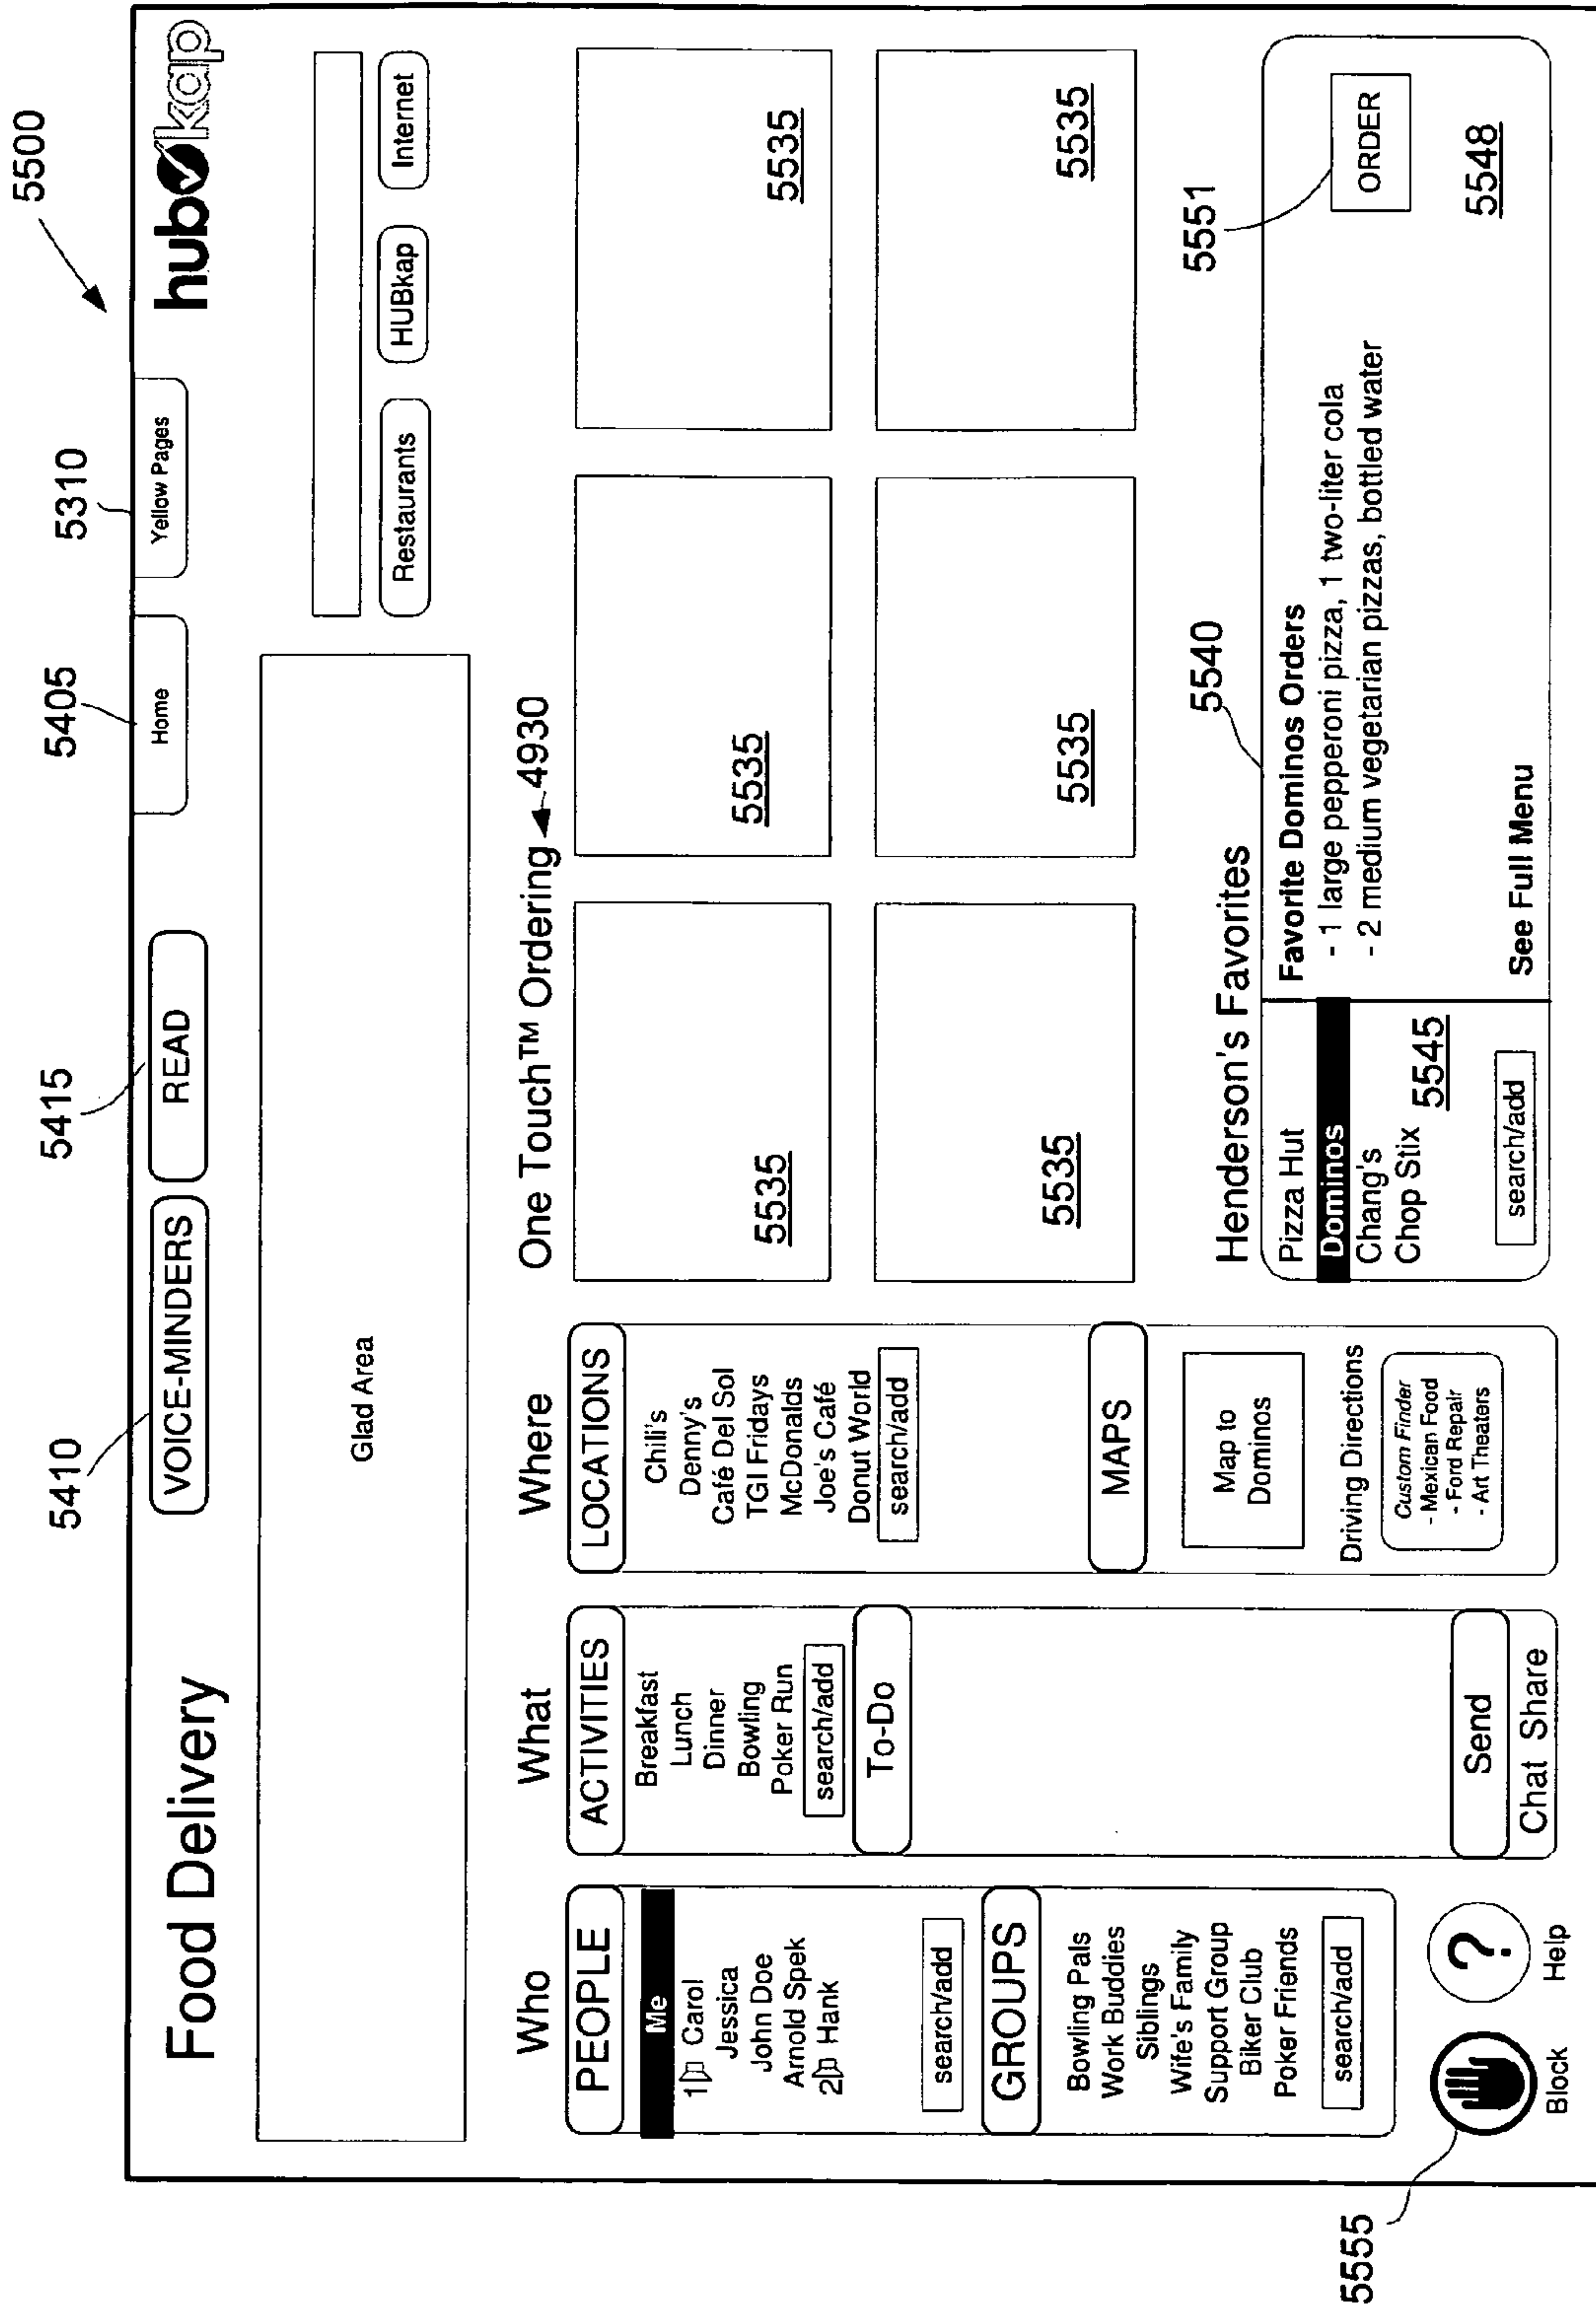 5500
5410
5415
5405
5310
Food Delivery
VOICE-MINDERS
READ
Home
Yellow Pages
hub kap
Glad Area
Restaurants
HUBkap
Internet
Who
What
Where
One Touch™ Ordering
4930
PEOPLE
Me
1 Carol
Jessica
John Doe
Arnold Spek
2 Hank
search/add
GROUPS
Bowling Pals
Work Buddies
Siblings
Wife's Family
Support Group
Biker Club
Poker Friends
search/add
Block
Help
5555
ACTIVITIES
Breakfast
Lunch
Dinner
Bowling
Poker Run
search/add
To-Do
Send
Chat Share
LOCATIONS
Chili's
Denny's
Café Del Sol
TGI Fridays
McDonalds
Joe's Café
Donut World
search/add
MAPS
Map to
Dominos
Driving Directions
Custom Finder
- Mexican Food
- Ford Repair
- Art Theaters
5535
5535
5535
5535
5535
5535
Henderson's Favorites
5540
5551
Pizza Hut
Dominos
Chang's
Chop Stix
5545
search/add
Favorite Dominos Orders
- 1 large pepperoni pizza, 1 two-liter cola
- 2 medium vegetarian pizzas, bottled water
See Full Menu
ORDER
5548